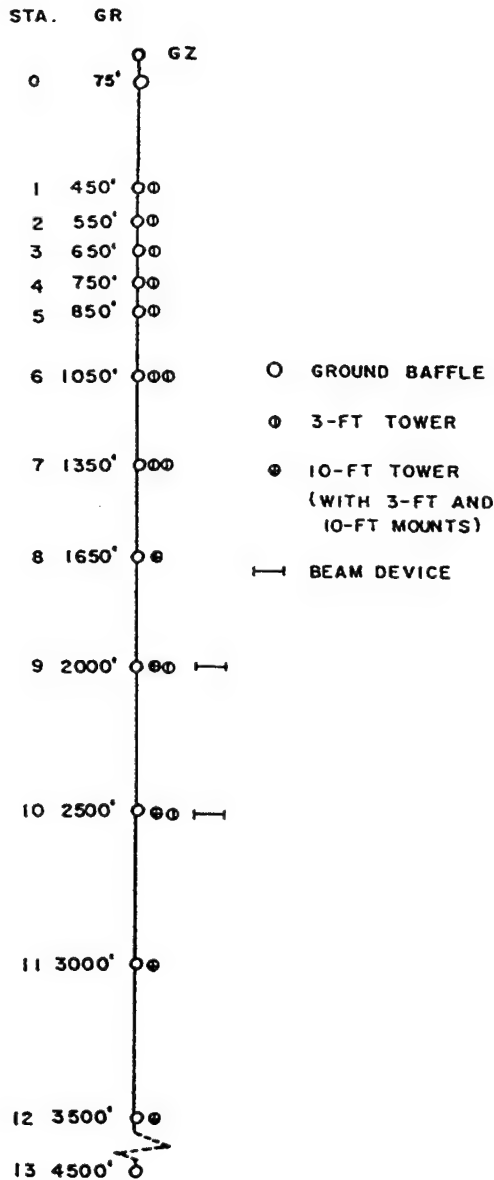 STA. GR
GZ
0 75'
1 450'
2 550'
3 650'
4 750'
5 850'
6 1050'
7 1350'
8 1650'
9 2000'
10 2500'
11 3000'
12 3500'
13 4500'
GROUND BAFFLE
3-FT TOWER
10-FT TOWER
(WITH 3-FT AND
10-FT MOUNTS)
BEAM DEVICE